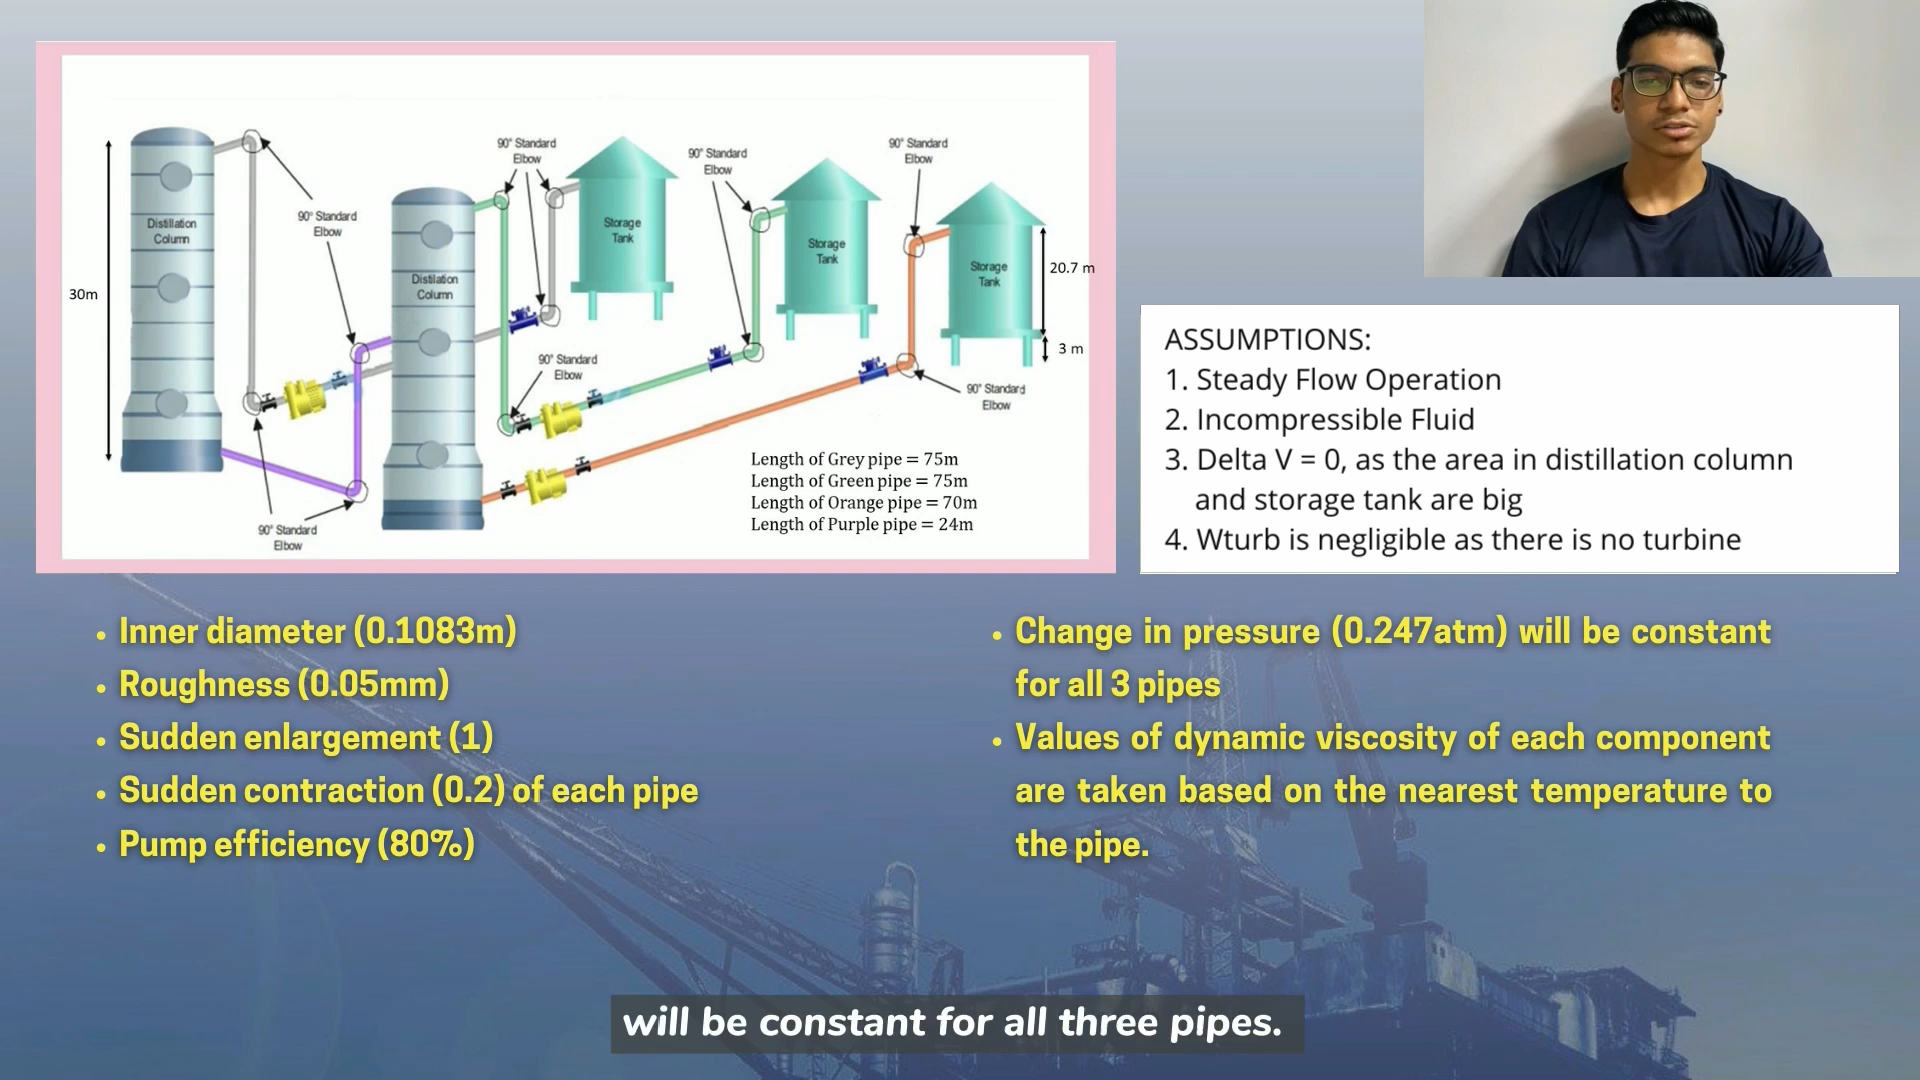 90° Standard
Elbow
90° Standard
Elbow
90° Standard
Elbow
Distillation
Column
90° Standard
Elbow
Storage
Tank
Storage
Tank
Storage
Tank
20.7 m
Distilation
Column
30m
3 m
90° Standard
Elbow
90° Standard
Elbow
90° Standard
Elbow
Length of Grey pipe = 75m
Length of Green pipe = 75m
Length of Orange pipe = 70m
Length of Purple pipe = 24m
ASSUMPTIONS:
1. Steady Flow Operation
2. Incompressible Fluid
3. Delta V = 0, as the area in distillation column
and storage tank are big
4. Wturb is negligible as there is no turbine
• Inner diameter (0.1083m)
• Roughness (0.05mm)
• Sudden enlargement (1)
• Sudden contraction (0.2) of each pipe
• Pump efficiency (80%)
• Change in pressure (0.247atm) will be constant
for all 3 pipes
• Values of dynamic viscosity of each component
are taken based on the nearest temperature to
the pipe.
will be constant for all three pipes.